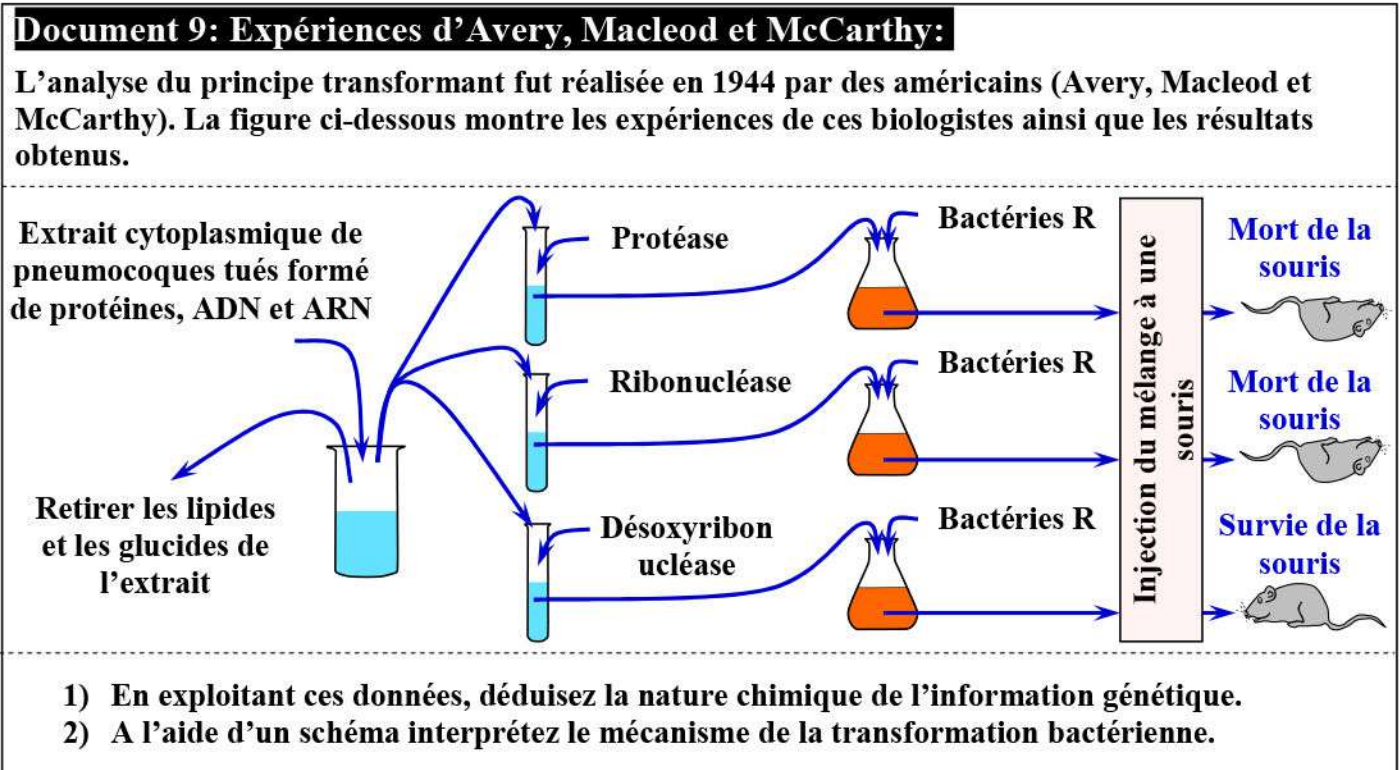 Document 9: Expériences d’Avery, Macleod et McCarthy:
L’analyse du principe transformant fut réalisée en 1944 par des américains (Avery, Macleod et
McCarthy). La figure ci-dessous montre les expériences de ces biologistes ainsi que les résultats
obtenus.
Extrait cytoplasmique de
pneumocoques tués formé
de protéines, ADN et ARN
Retirer les lipides
et les glucides de
l’extrait
Protéase
Bactéries R
Ribonucléase
Bactéries R
Désoxyribon
ucléase
Bactéries R
Injection du mélange à une
souris
Mort de la
souris
Mort de la
souris
Survie de la
souris
1) En exploitant ces données, déduisez la nature chimique de l’information génétique.
2) A l’aide d’un schéma interprétez le mécanisme de la transformation bactérienne.